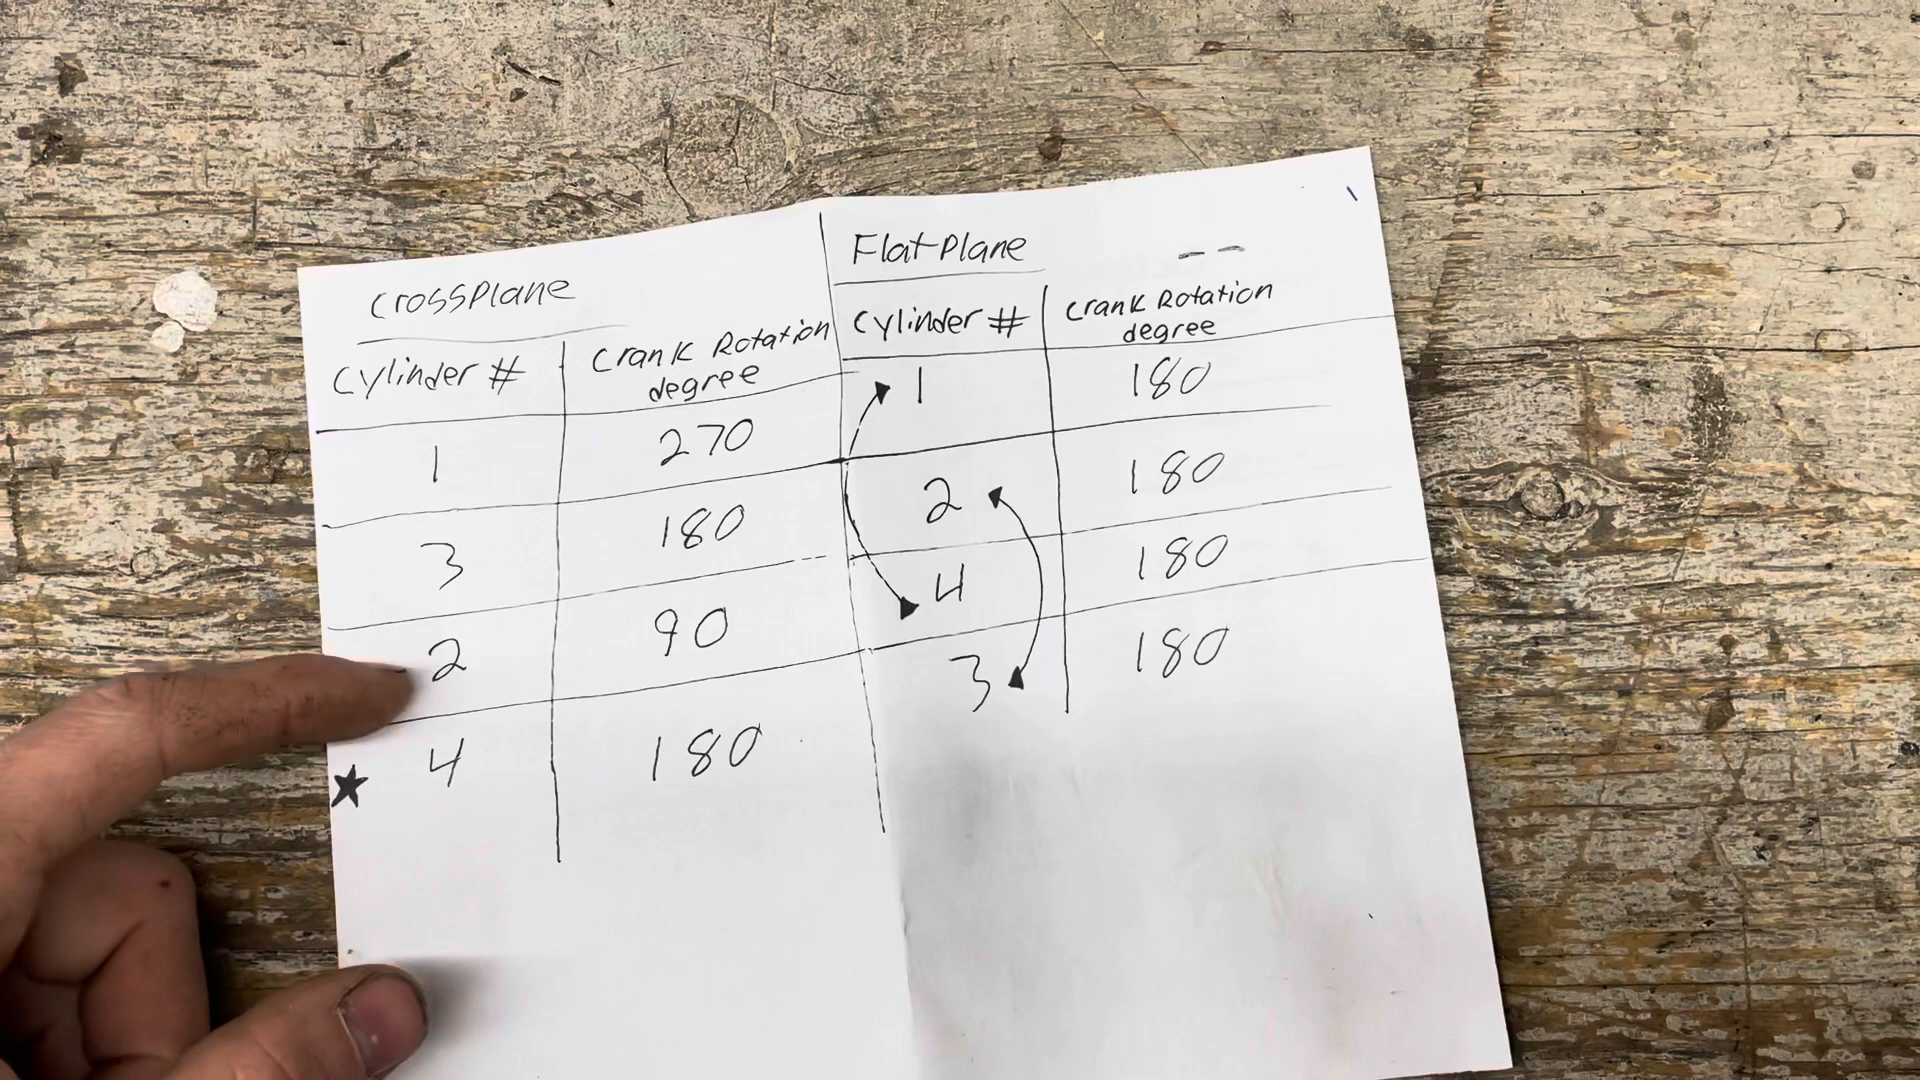 CrossPlane
Cylinder #
Crank Rotation
degree
1
270
3
180
2
90
4
180
Flat Plane
Cylinder #
Crank Rotation
degree
1
180
2
180
4
180
3
180